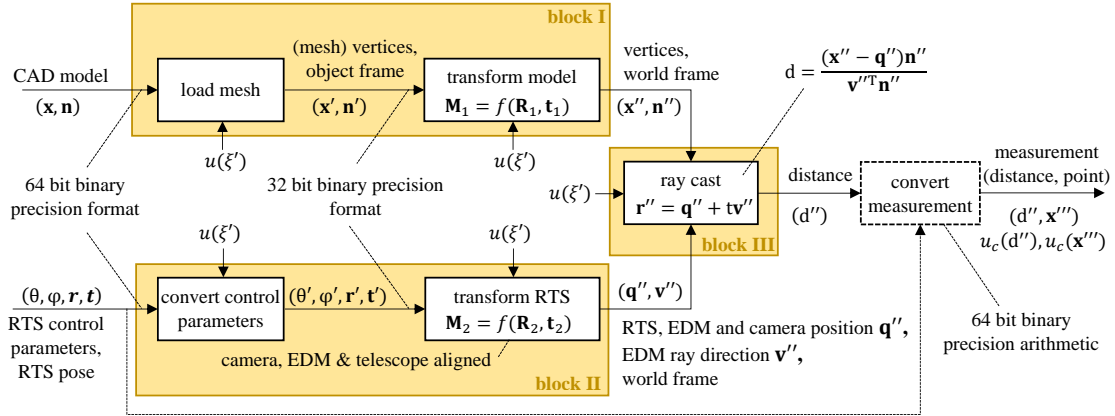 block I
CAD model
(𝐱, 𝐧)
load mesh
(mesh) vertices,
object frame
(𝐱′, 𝐧′)
transform model
𝐌₁ = 𝑓(𝐑₁, 𝐭₁)
vertices,
world frame
(𝐱′′, 𝐧′′)
d = (𝐱′′ − 𝐪′′)𝐧′′ / 𝐯′′ᵀ𝐧′′
𝑢(ξ′)
𝑢(ξ′)
64 bit binary
precision format
32 bit binary precision
format
𝑢(ξ′)
ray cast
𝐫′′ = 𝐪′′ + t𝐯′′
block III
distance
(d′′)
convert
measurement
measurement
(distance, point)
(d′′, 𝐱′′′)
𝑢𝑐(d′′), 𝑢𝑐(𝐱′′′)
𝑢(ξ′)
𝑢(ξ′)
(θ, φ, 𝒓, 𝒕)
RTS control
parameters,
RTS pose
convert control
parameters
(θ′, φ′, 𝐫′, 𝐭′)
transform RTS
𝐌₂ = 𝑓(𝐑₂, 𝐭₂)
camera, EDM & telescope aligned
block II
(𝐪′′, 𝐯′′)
RTS, EDM and camera position 𝐪′′,
EDM ray direction 𝐯′′,
world frame
64 bit binary
precision arithmetic